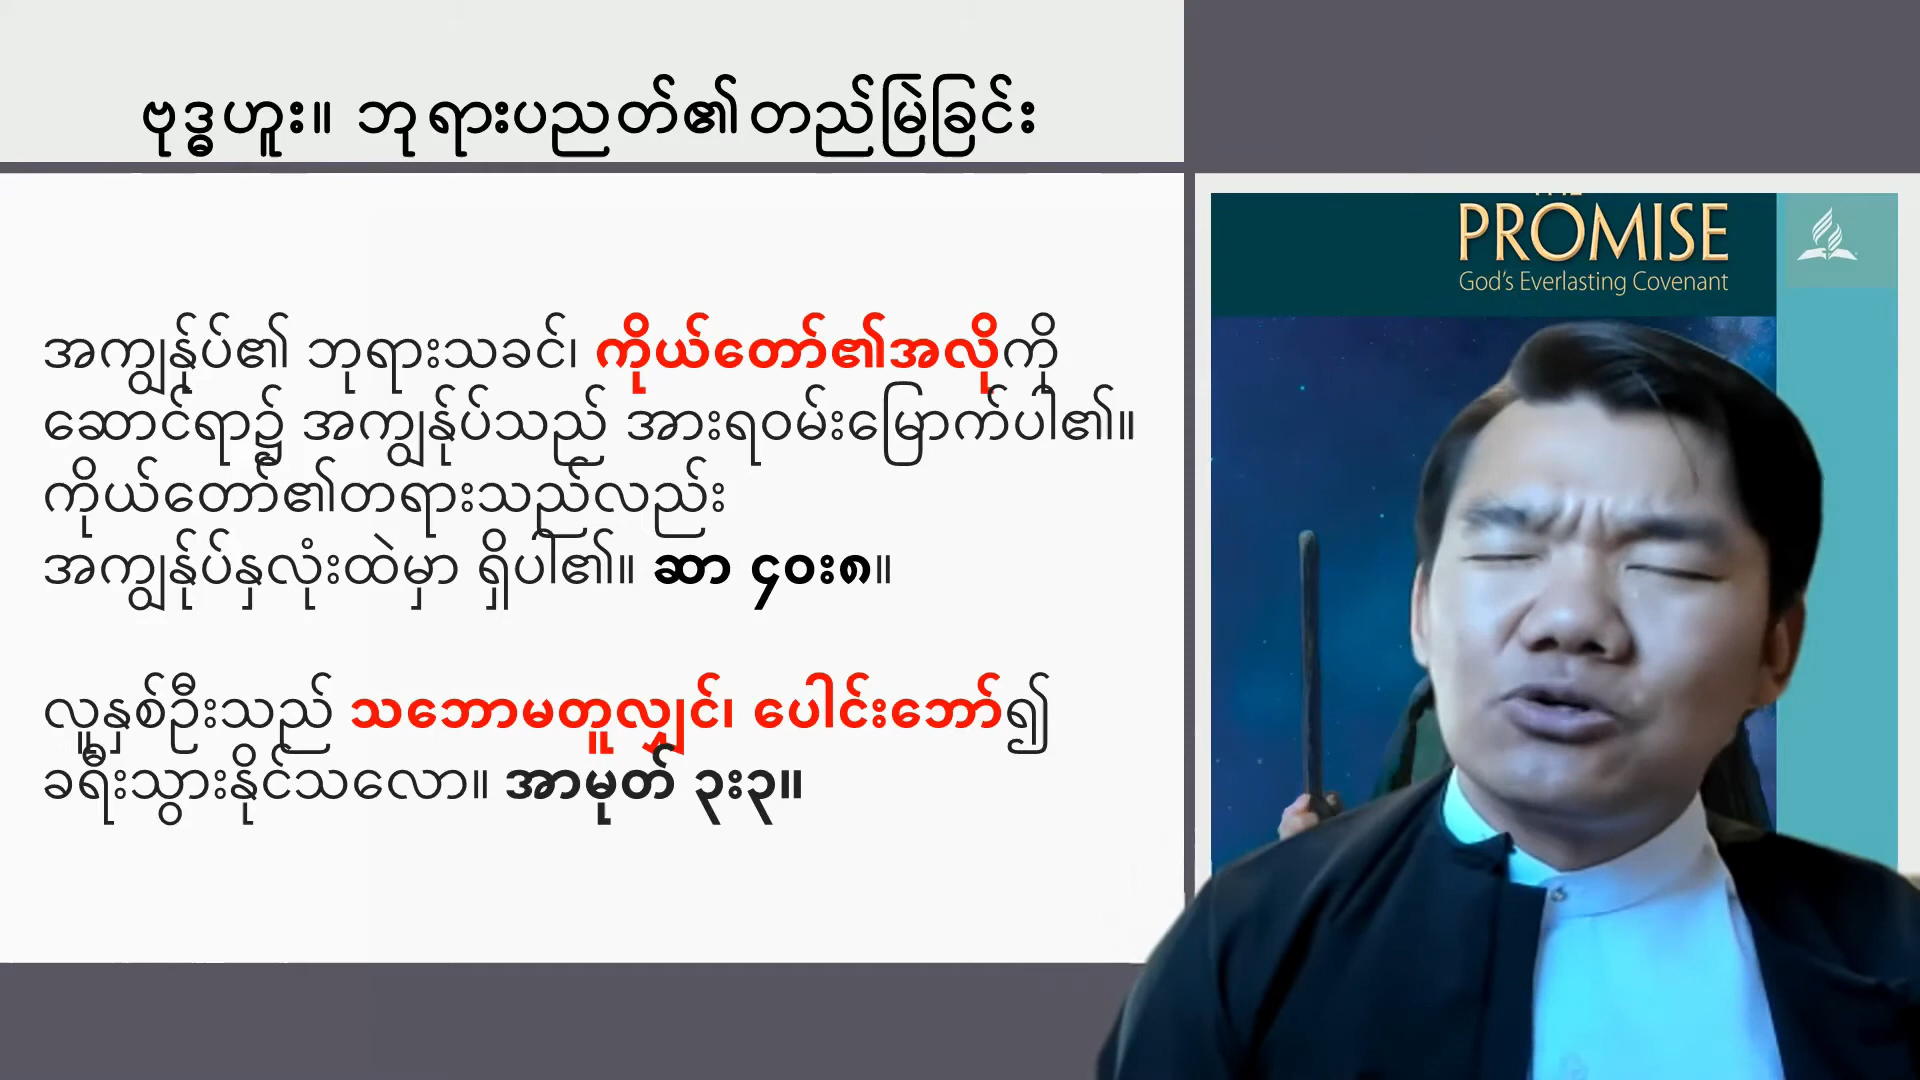 ဗုဒ္ဓဟူး။ ဘုရားပညတ်၏တည်မြဲခြင်း
အကျွန်ုပ်၏ ဘုရားသခင်၊ ကိုယ်တော်၏အလိုကို
ဆောင်ရာ၌ အကျွန်ုပ်သည် အားရဝမ်းမြောက်ပါ၏။
ကိုယ်တော်၏တရားသည်လည်း
အကျွန်ုပ်နှလုံးထဲမှာ ရှိပါ၏။ ဆာ ၄၀း၈။
လူနှစ်ဦးသည် သဘောမတူလျှင်၊ ပေါင်းဘော်၍
ခရီးသွားနိုင်သလော။ အာမုတ် ၃း၃။
THE
PROMISE
God's Everlasting Covenant